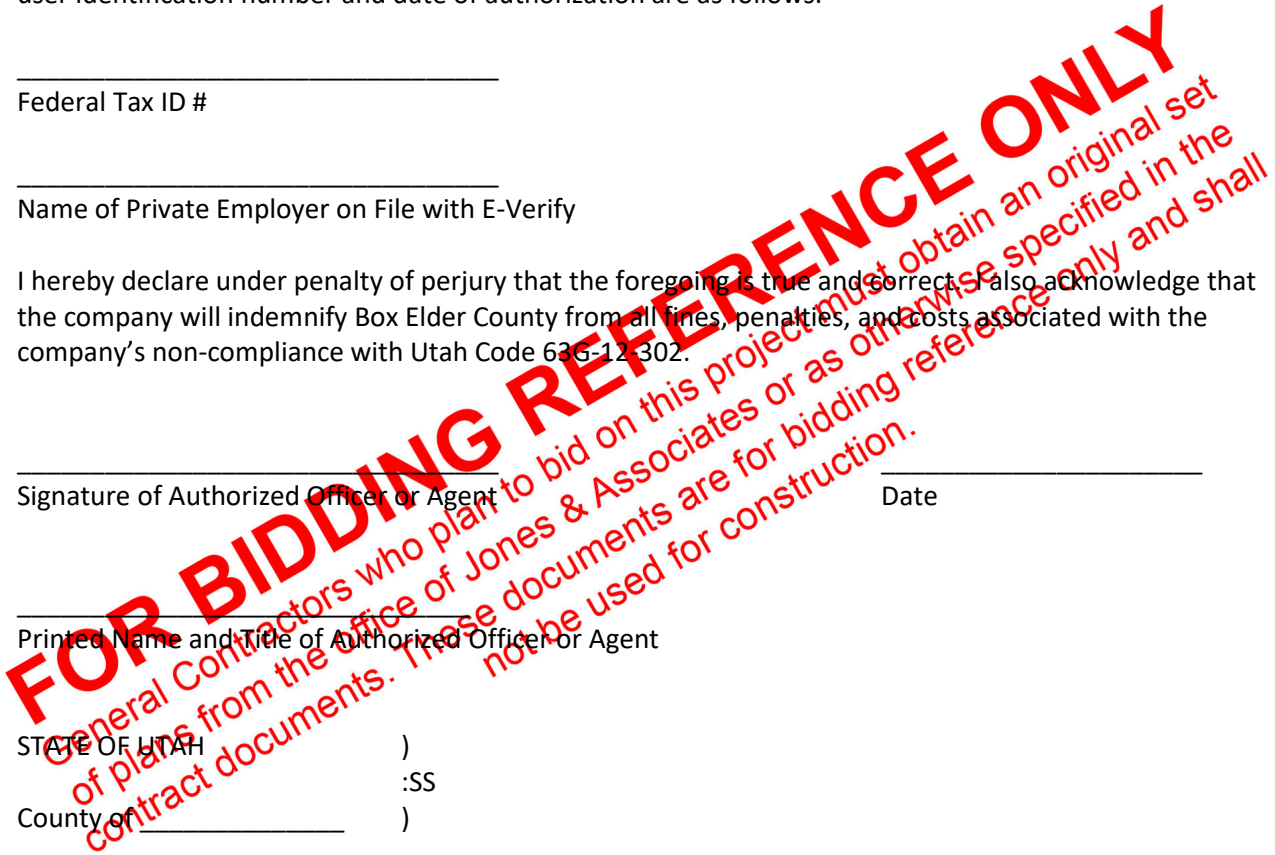 user identification number and date of authorization are as follows:
_________________________________
Federal Tax ID #
_________________________________
Name of Private Employer on File with E-Verify
I hereby declare under penalty of perjury that the foregoing is true and correct. I also acknowledge that
the company will indemnify Box Elder County from all fines, penalties, and costs associated with the
company’s non-compliance with Utah Code 63G-12-302.
_________________________________ ______________________
Signature of Authorized Officer or Agent Date
_______________________________
Printed Name and Title of Authorized Officer or Agent
STATE OF UTAH )
:SS
County of ______________ )
FOR BIDDING REFERENCE ONLY
General Contractors who plan to bid on this project must obtain an original set
of plans from the office of Jones & Associates or as otherwise specified in the
contract documents. These documents are for bidding reference only and shall
not be used for construction.